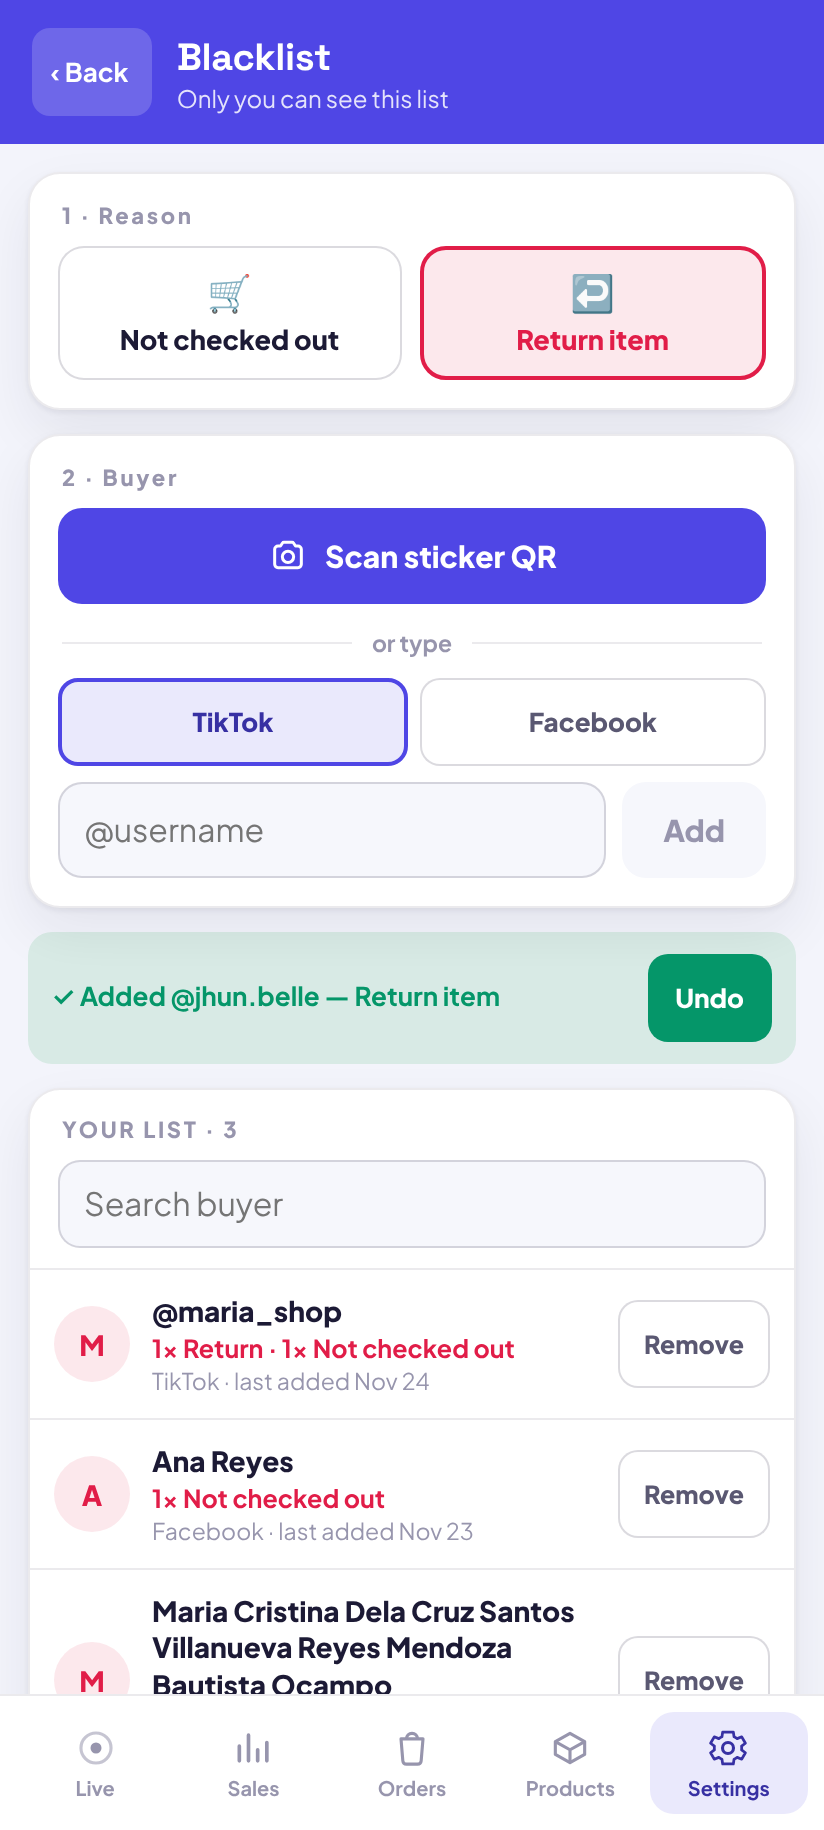 ‹ Back
Blacklist
Only you can see this list
1 · Reason
Not checked out
Return item
2 · Buyer
Scan sticker QR
or type
TikTok
Facebook
@username
Add
✓ Added @jhun.belle — Return item
Undo
YOUR LIST · 3
Search buyer
M
@maria_shop
1× Return · 1× Not checked out
TikTok · last added Nov 24
Remove
A
Ana Reyes
1× Not checked out
Facebook · last added Nov 23
Remove
M
Maria Cristina Dela Cruz Santos
Villanueva Reyes Mendoza
Bautista Ocampo
Remove
Live
Sales
Orders
Products
Settings